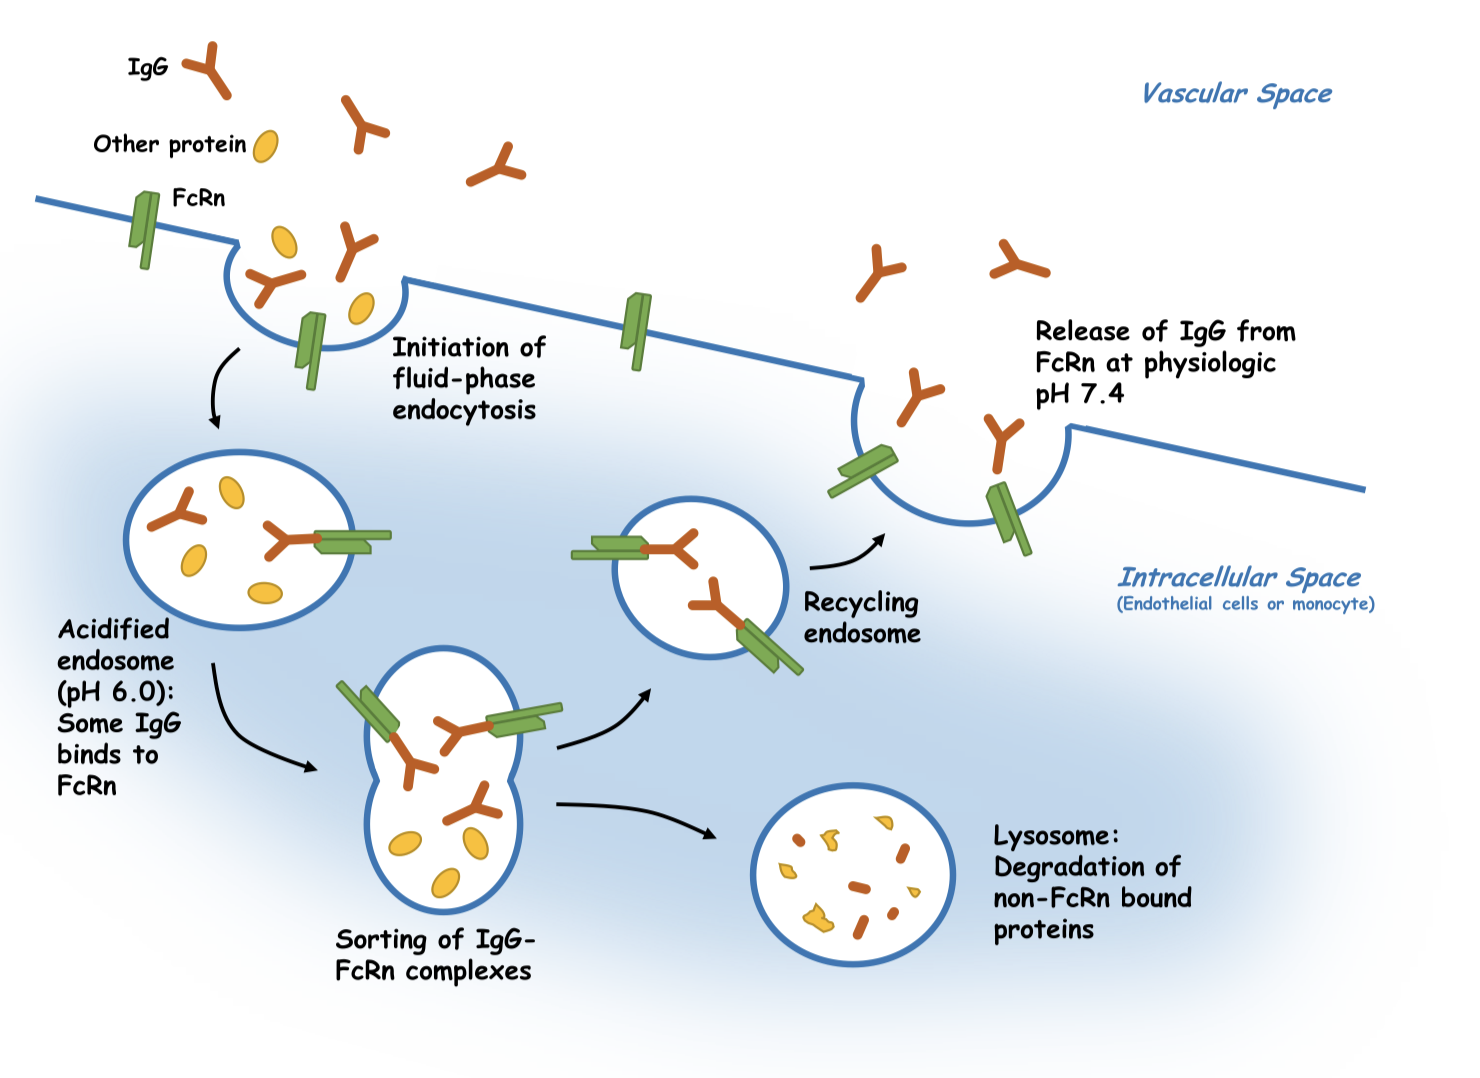 IgG
Vascular Space
Other protein
FcRn
Release of IgG from
FcRn at physiologic
pH 7.4
Initiation of
fluid-phase
endocytosis
Intracellular Space
(Endothelial cells or monocyte)
Recycling
endosome
Acidified
endosome
(pH 6.0):
Some IgG
binds to
FcRn
Lysosome:
Degradation of
non-FcRn bound
proteins
Sorting of IgG-
FcRn complexes